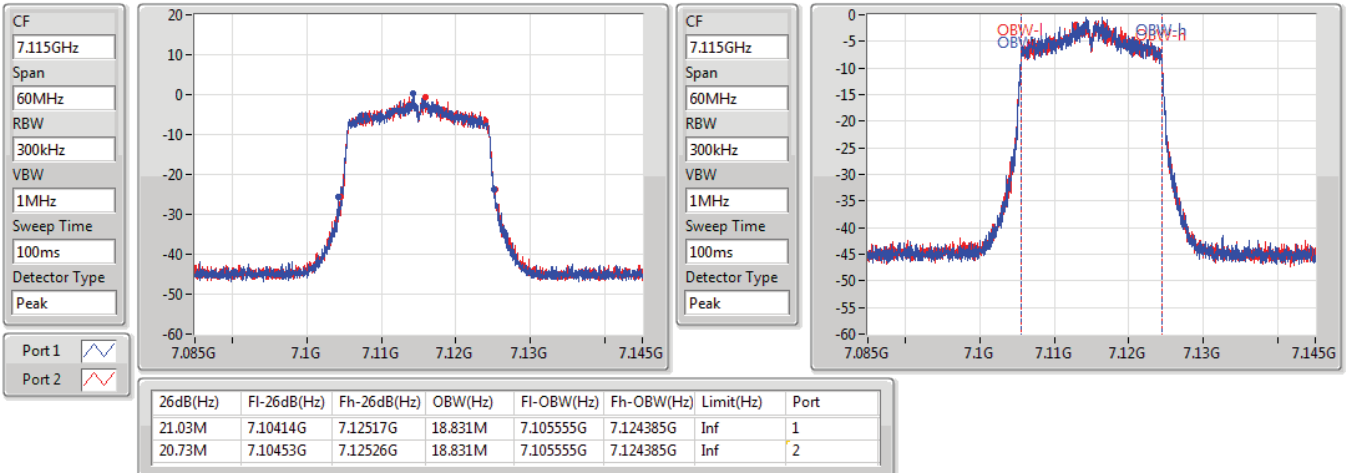 CF
7.115GHz
Span
60MHz
RBW
300kHz
VBW
1MHz
Sweep Time
100ms
Detector Type
Peak
Port 1
Port 2
20
10
0
-10
-20
-30
-40
-50
-60
7.085G 7.1G 7.11G 7.12G 7.13G 7.145G
CF
7.115GHz
Span
60MHz
RBW
300kHz
VBW
1MHz
Sweep Time
100ms
Detector Type
Peak
0
-5
-10
-15
-20
-25
-30
-35
-40
-45
-50
-55
-60
OBW-l
OBW-h
7.085G 7.1G 7.11G 7.12G 7.13G 7.145G
26dB(Hz) Fl-26dB(Hz) Fh-26dB(Hz) OBW(Hz) Fl-OBW(Hz) Fh-OBW(Hz) Limit(Hz) Port
21.03M 7.10414G 7.12517G 18.831M 7.105555G 7.124385G Inf 1
20.73M 7.10453G 7.12526G 18.831M 7.105555G 7.124385G Inf 2